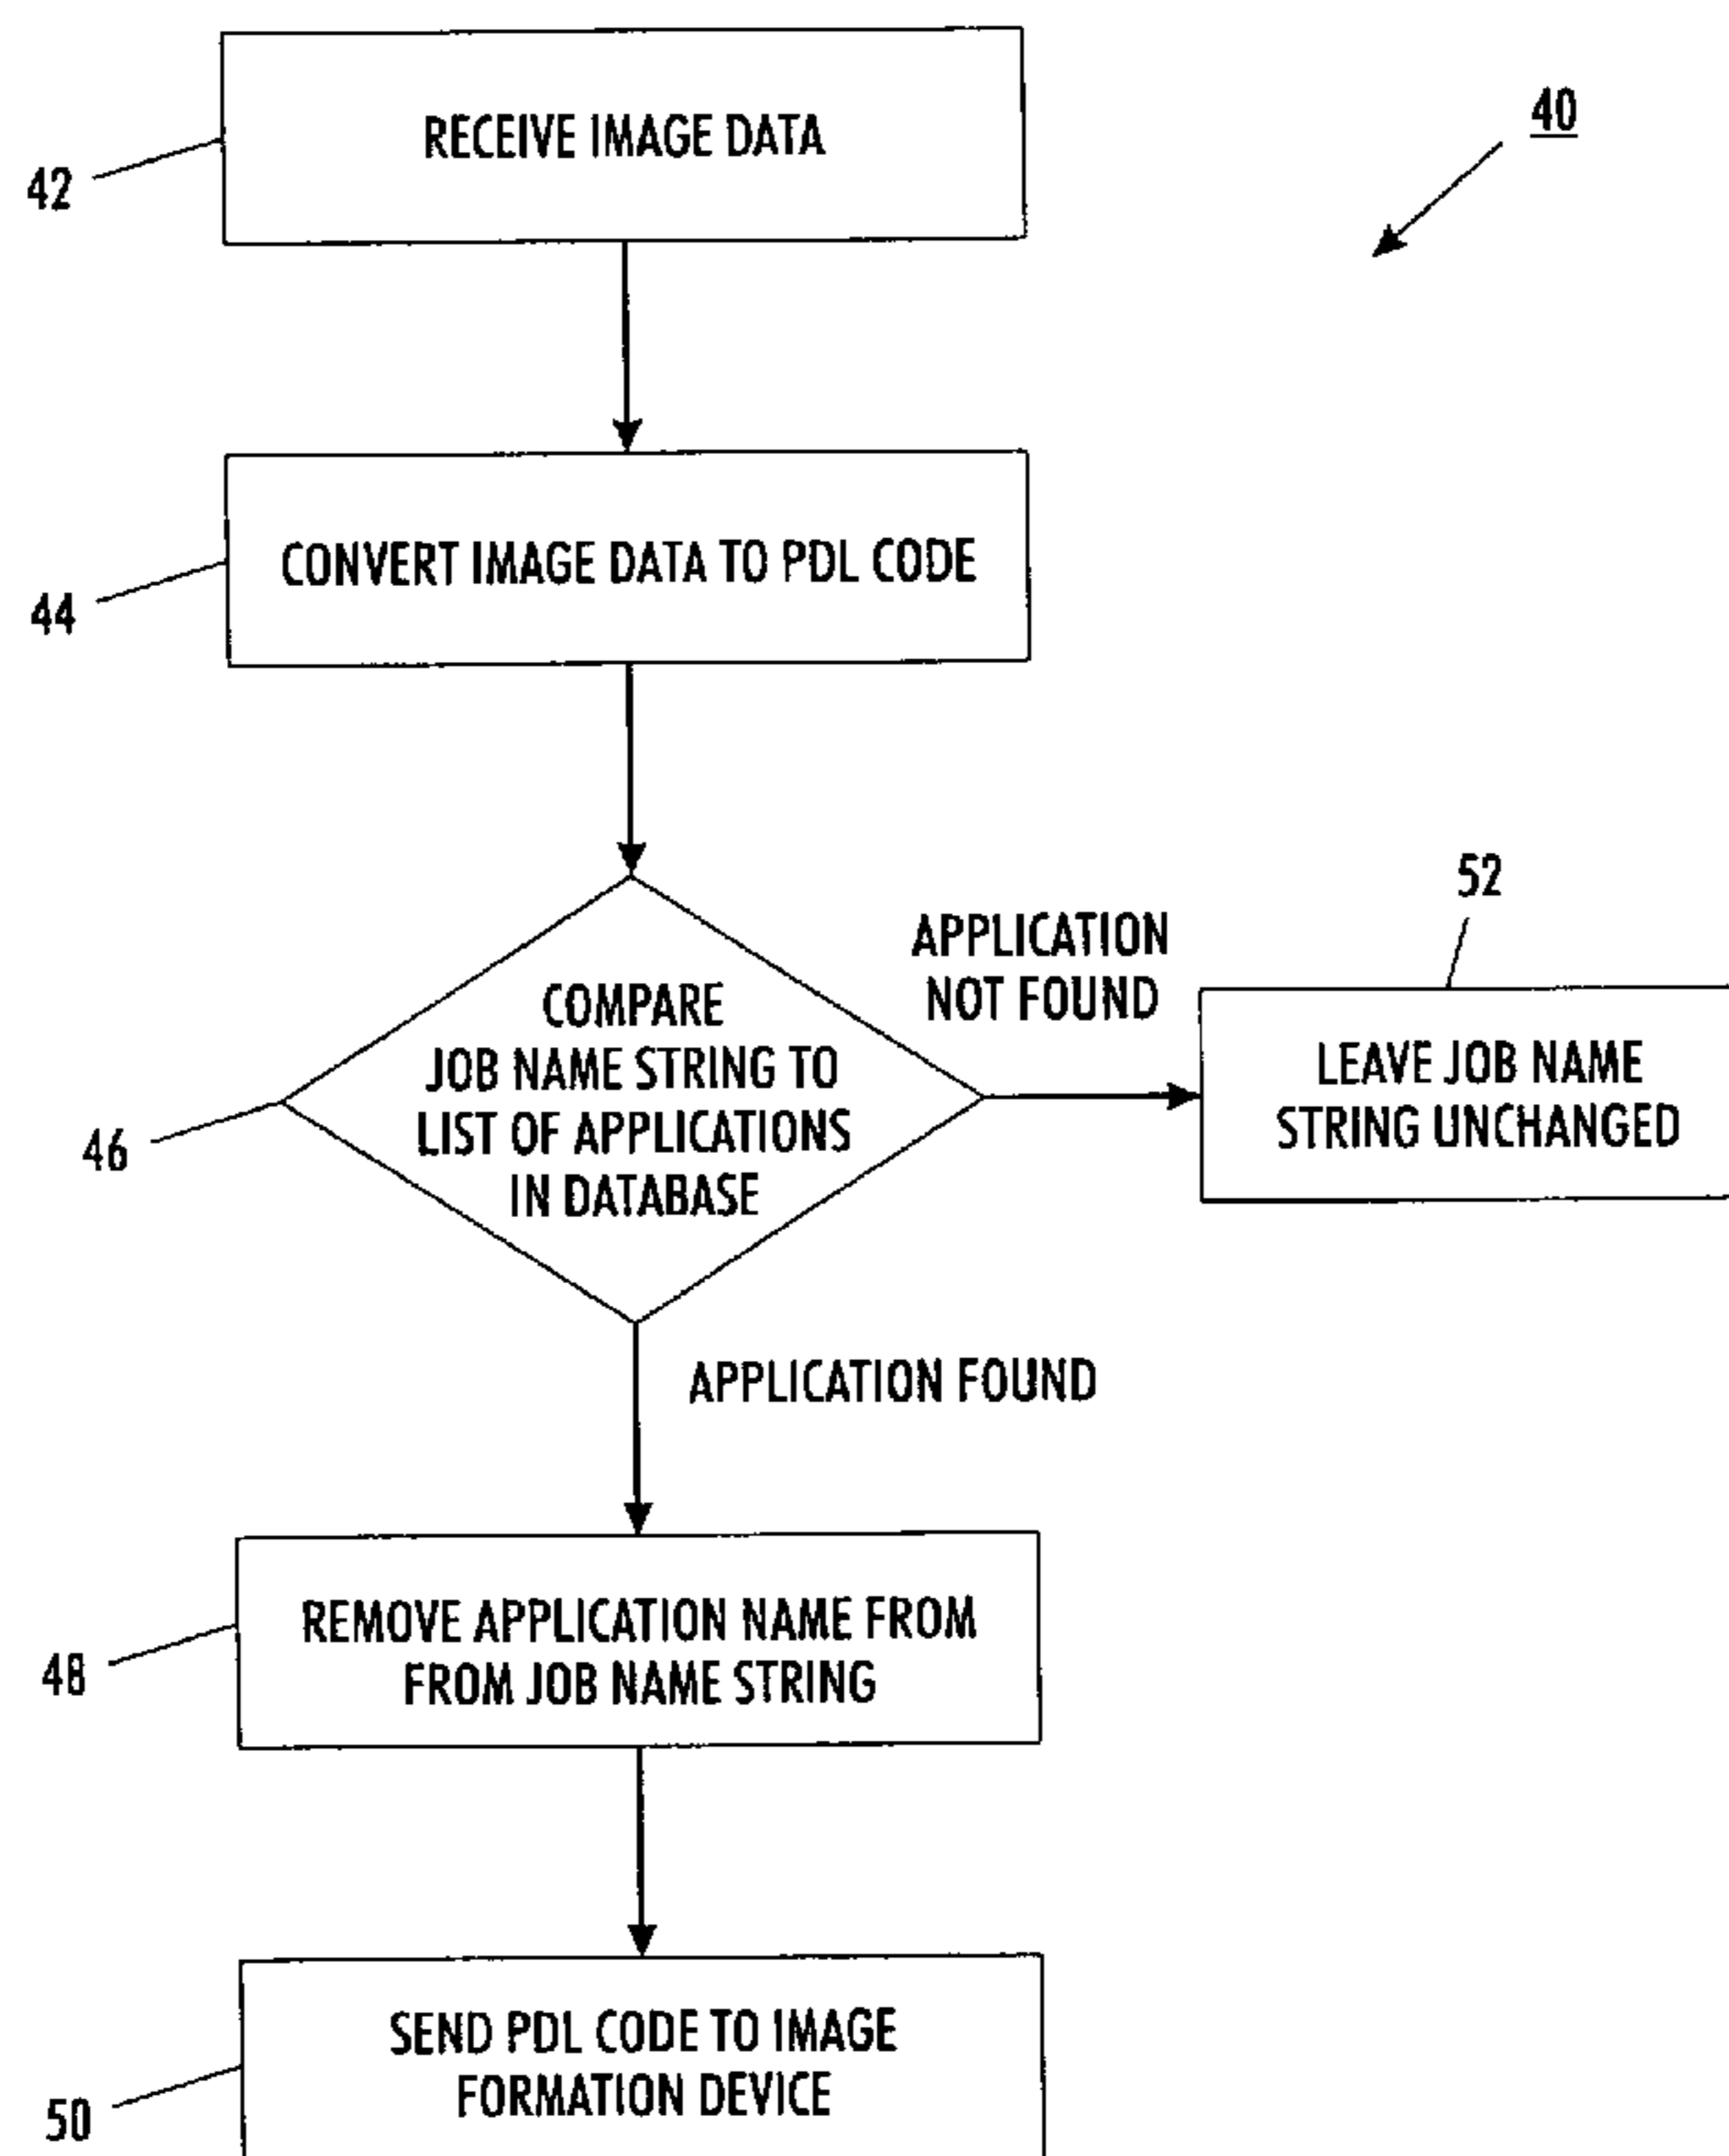 RECEIVE IMAGE DATA
40
42
CONVERT IMAGE DATA TO PDL CODE
44
52
APPLICATION
NOT FOUND
COMPARE
JOB NAME STRING TO
LIST OF APPLICATIONS
IN DATABASE
LEAVE JOB NAME
STRING UNCHANGED
46
APPLICATION FOUND
REMOVE APPLICATION NAME FROM
FROM JOB NAME STRING
48
SEND PDL CODE TO IMAGE
FORMATION DEVICE
50